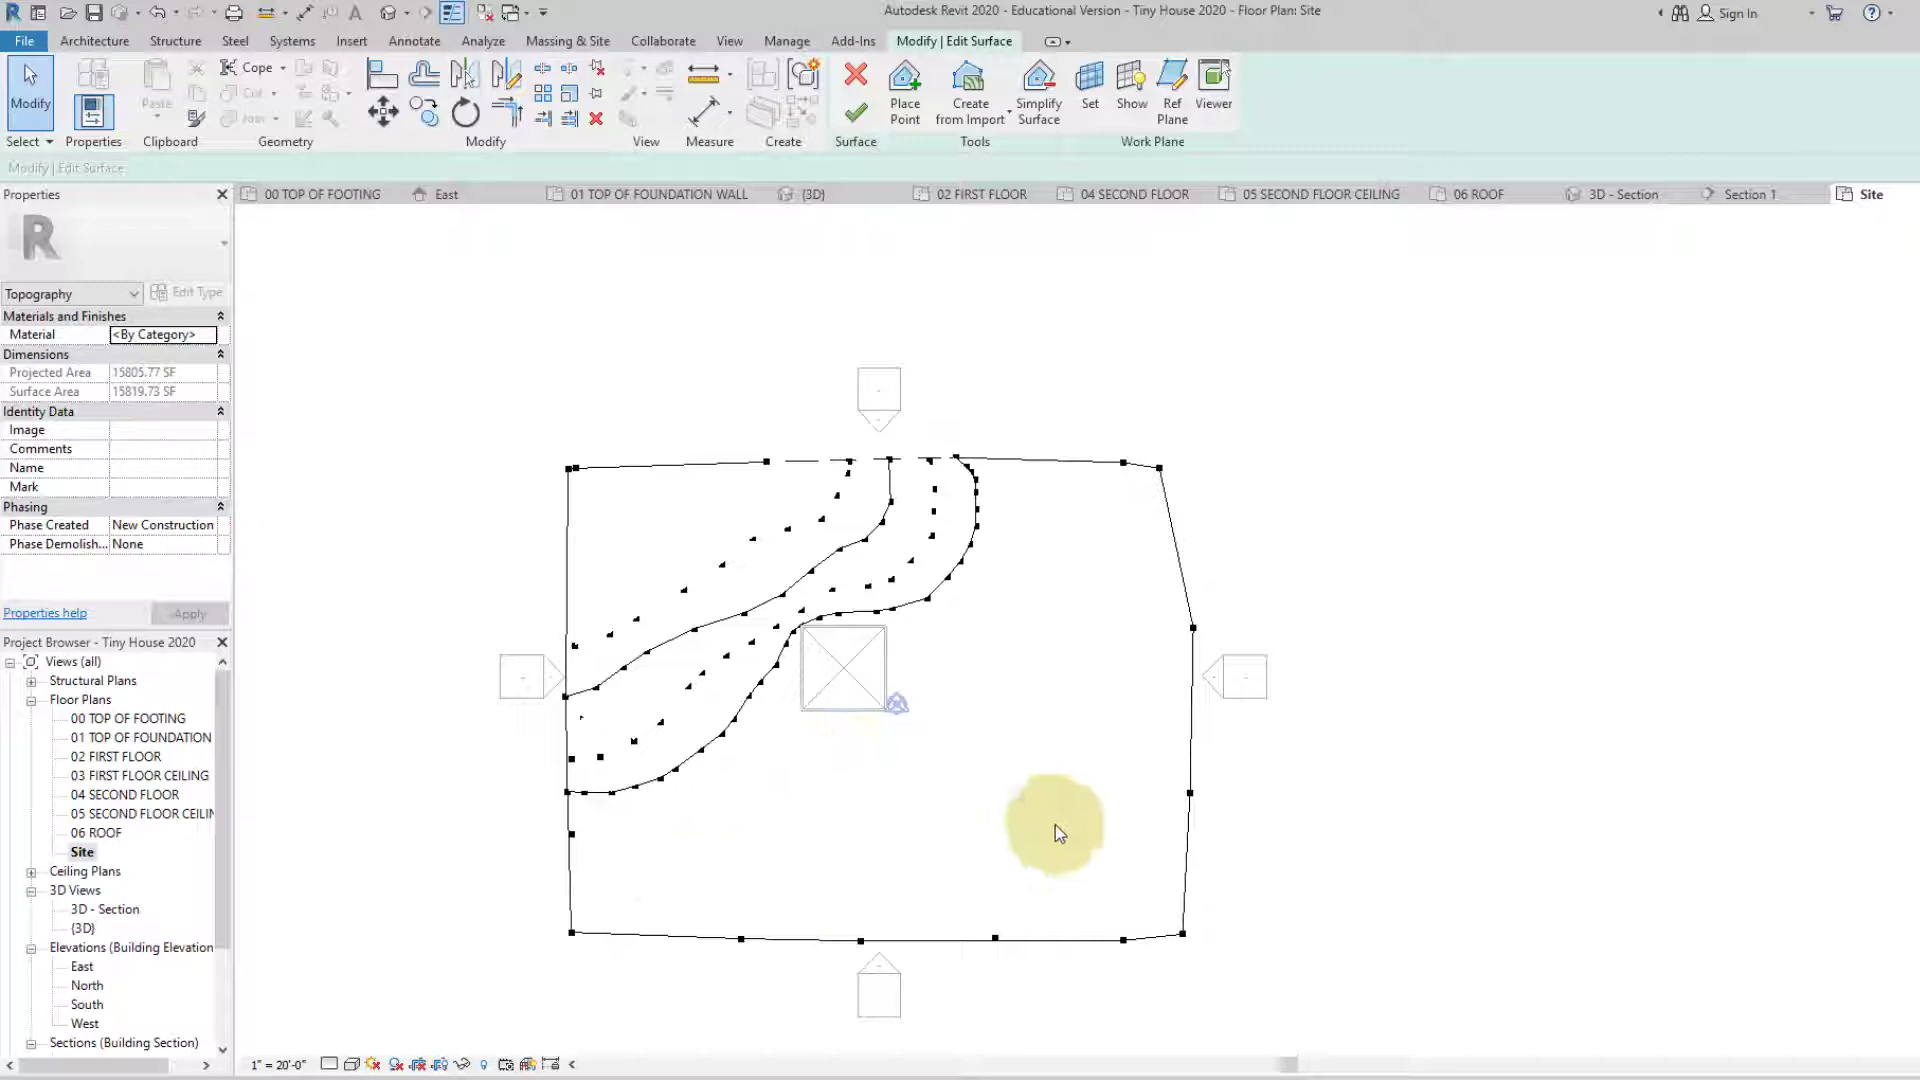 Autodesk Revit 2020 - Educational Version - Tiny House 2020 - Floor Plan: Site
Sign In
File Architecture Structure Steel Systems Insert Annotate Analyze Massing & Site Collaborate View Manage Add-Ins Modify | Edit Surface
Modify
Paste
Cope
Cut
Join
Place Point
Create from Import
Simplify Surface
Set
Show
Ref Plane
Viewer
Select Properties Clipboard Geometry Modify View Measure Create Surface Tools Work Plane
Modify | Edit Surface
Properties
00 TOP OF FOOTING East 01 TOP OF FOUNDATION WALL {3D} 02 FIRST FLOOR 04 SECOND FLOOR 05 SECOND FLOOR CEILING 06 ROOF 3D - Section Section 1 Site
R
Topography Edit Type
Materials and Finishes
Material <By Category>
Dimensions
Projected Area 15805.77 SF
Surface Area 15819.73 SF
Identity Data
Image
Comments
Name
Mark
Phasing
Phase Created New Construction
Phase Demolish... None
Properties help Apply
Project Browser - Tiny House 2020
Views (all)
Structural Plans
Floor Plans
00 TOP OF FOOTING
01 TOP OF FOUNDATION
02 FIRST FLOOR
03 FIRST FLOOR CEILING
04 SECOND FLOOR
05 SECOND FLOOR CEILIN
06 ROOF
Site
Ceiling Plans
3D Views
3D - Section
{3D}
Elevations (Building Elevation
East
North
South
West
Sections (Building Section)
1" = 20'-0"